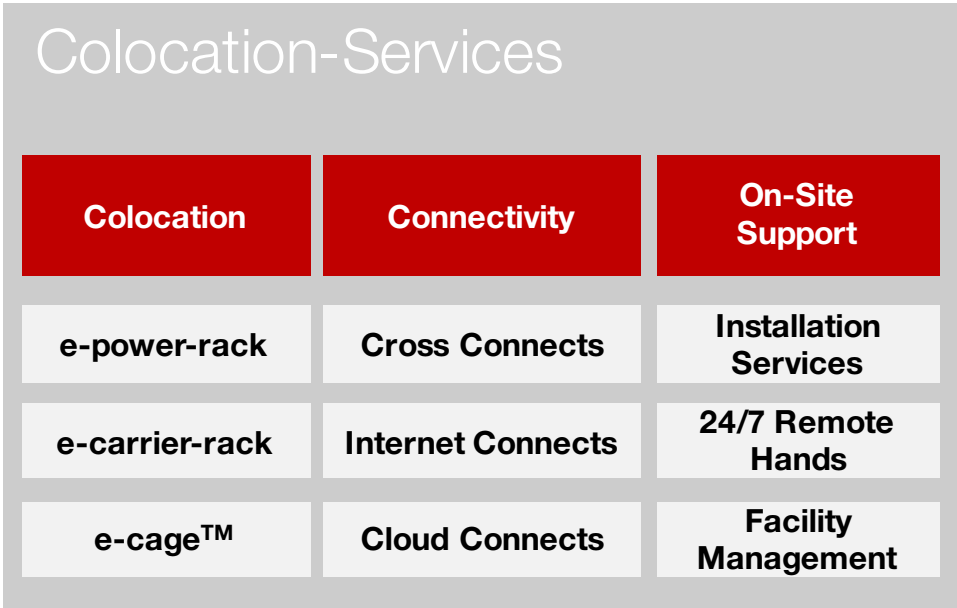 Colocation-Services
Colocation
Connectivity
On-Site
Support
e-power-rack
Cross Connects
Installation
Services
e-carrier-rack
Internet Connects
24/7 Remote
Hands
e-cage™
Cloud Connects
Facility
Management